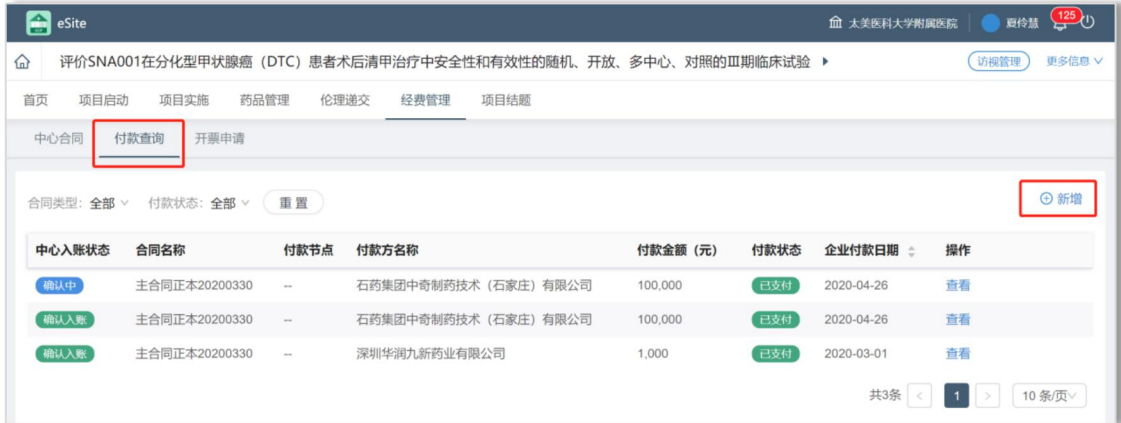 eSite 太美医科大学附属医院 夏伶慧 125
评价SNA001在分化型甲状腺癌（DTC）患者术后清甲治疗中安全性和有效性的随机、开放、多中心、对照的Ⅲ期临床试验 访视管理 更多信息
首页 项目启动 项目实施 药品管理 伦理递交 经费管理 项目结题
中心合同 付款查询 开票申请
合同类型: 全部 付款状态: 全部 重 置 新增
中心入账状态 合同名称 付款节点 付款方名称 付款金额（元） 付款状态 企业付款日期 操作
确认中 主合同正本20200330 -- 石药集团中奇制药技术（石家庄）有限公司 100,000 已支付 2020-04-26 查看
确认入账 主合同正本20200330 -- 石药集团中奇制药技术（石家庄）有限公司 100,000 已支付 2020-04-26 查看
确认入账 主合同正本20200330 -- 深圳华润九新药业有限公司 1,000 已支付 2020-03-01 查看
共3条 < 1 > 10 条/页